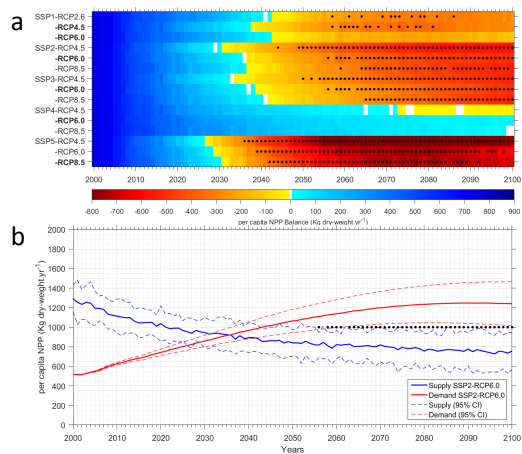 a
SSP1-RCP2.6
-RCP4.5
-RCP6.0
SSP2-RCP4.5
-RCP6.0
-RCP8.5
SSP3-RCP4.5
-RCP6.0
-RCP8.5
SSP4-RCP4.5
-RCP6.0
-RCP8.5
SSP5-RCP4.5
-RCP6.0
-RCP8.5
2000 2010 2020 2030 2040 2050 2060 2070 2080 2090 2100
-800 -700 -600 -500 -400 -300 -200 -100 0 100 200 300 400 500 600 700 800 900
per capita NPP Balance (Kg dry-weight yr⁻¹)
b
per capita NPP (Kg dry-weight yr⁻¹)
2000
1800
1600
1400
1200
1000
800
600
400
200
0
Supply SSP2-RCP6.0
Demand SSP2-RCP6.0
Supply (95% CI)
Demand (95% CI)
2000 2010 2020 2030 2040 2050 2060 2070 2080 2090 2100
Years